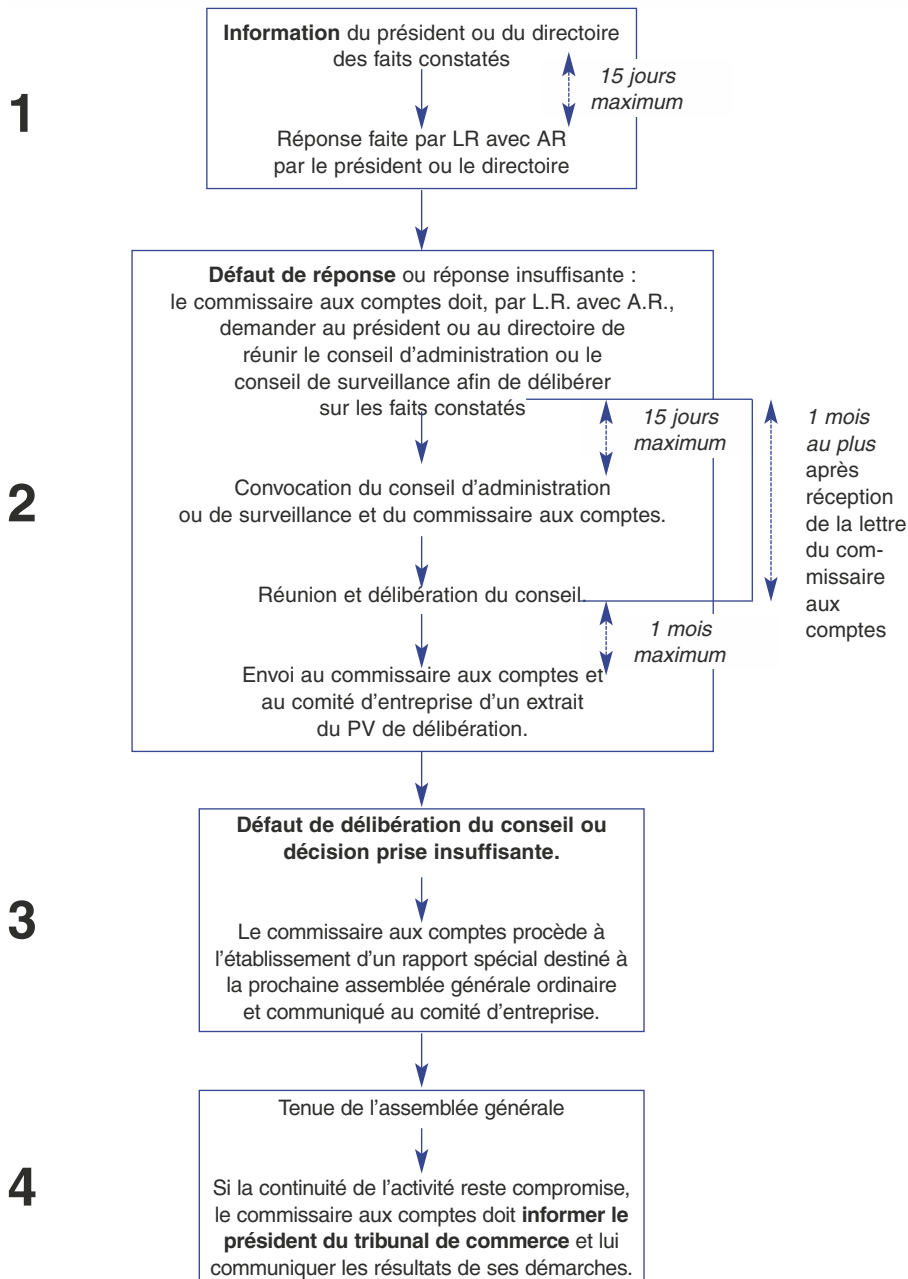 1
Information du président ou du directoire
des faits constatés
15 jours
maximum
Réponse faite par LR avec AR
par le président ou le directoire
2
Défaut de réponse ou réponse insuffisante :
le commissaire aux comptes doit, par L.R. avec A.R.,
demander au président ou au directoire de
réunir le conseil d'administration ou le
conseil de surveillance afin de délibérer
sur les faits constatés
15 jours
maximum
Convocation du conseil d'administration
ou de surveillance et du commissaire aux comptes.
Réunion et délibération du conseil.
1 mois
maximum
Envoi au commissaire aux comptes et
au comité d'entreprise d'un extrait
du PV de délibération.
1 mois
au plus
après
réception
de la lettre
du com-
missaire
aux
comptes
3
Défaut de délibération du conseil ou
décision prise insuffisante.
Le commissaire aux comptes procède à
l'établissement d'un rapport spécial destiné à
la prochaine assemblée générale ordinaire
et communiqué au comité d'entreprise.
4
Tenue de l'assemblée générale
Si la continuité de l'activité reste compromise,
le commissaire aux comptes doit informer le
président du tribunal de commerce et lui
communiquer les résultats de ses démarches.